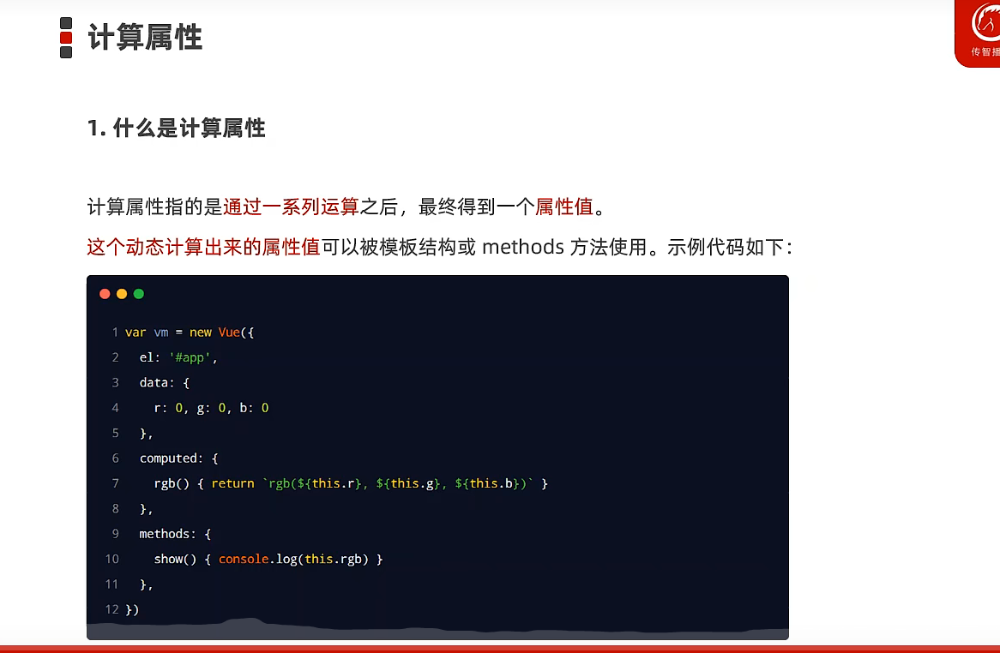 计算属性
传智播
1. 什么是计算属性
计算属性指的是通过一系列运算之后，最终得到一个属性值。
这个动态计算出来的属性值可以被模板结构或 methods 方法使用。示例代码如下：
1 var vm = new Vue({
2   el: '#app',
3   data: {
4     r: 0, g: 0, b: 0
5   },
6   computed: {
7     rgb() { return `rgb(${this.r}, ${this.g}, ${this.b})` }
8   },
9   methods: {
10     show() { console.log(this.rgb) }
11   },
12 })